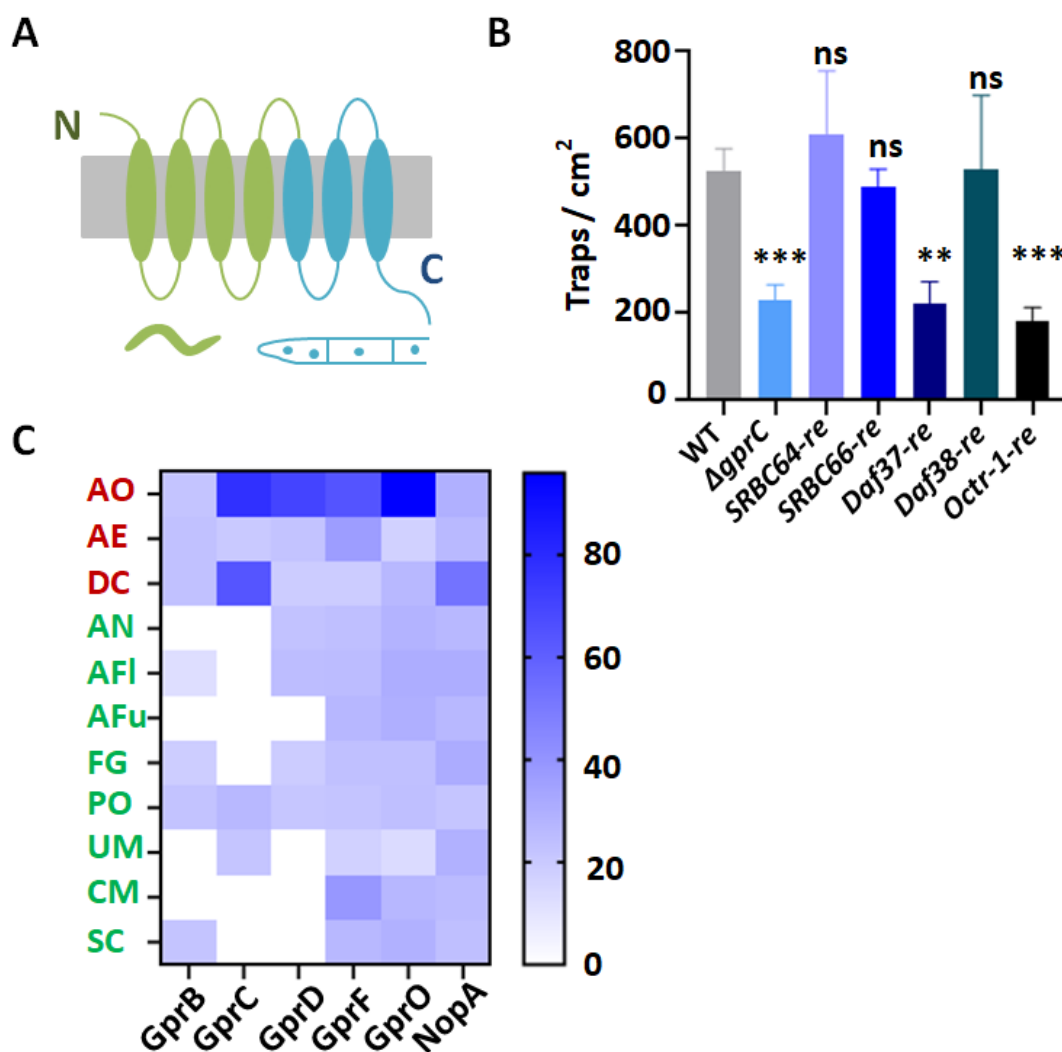 A
N
C
B
Traps / cm²
800
600
400
200
0
ns
ns
ns
***
**
***
WT
ΔgprC
SRBC64-re
SRBC66-re
Daf37-re
Daf38-re
Octr-1-re
C
AO
AE
DC
AN
AFl
AFu
FG
PO
UM
CM
SC
GprB
GprC
GprD
GprF
GprO
NopA
80
60
40
20
0